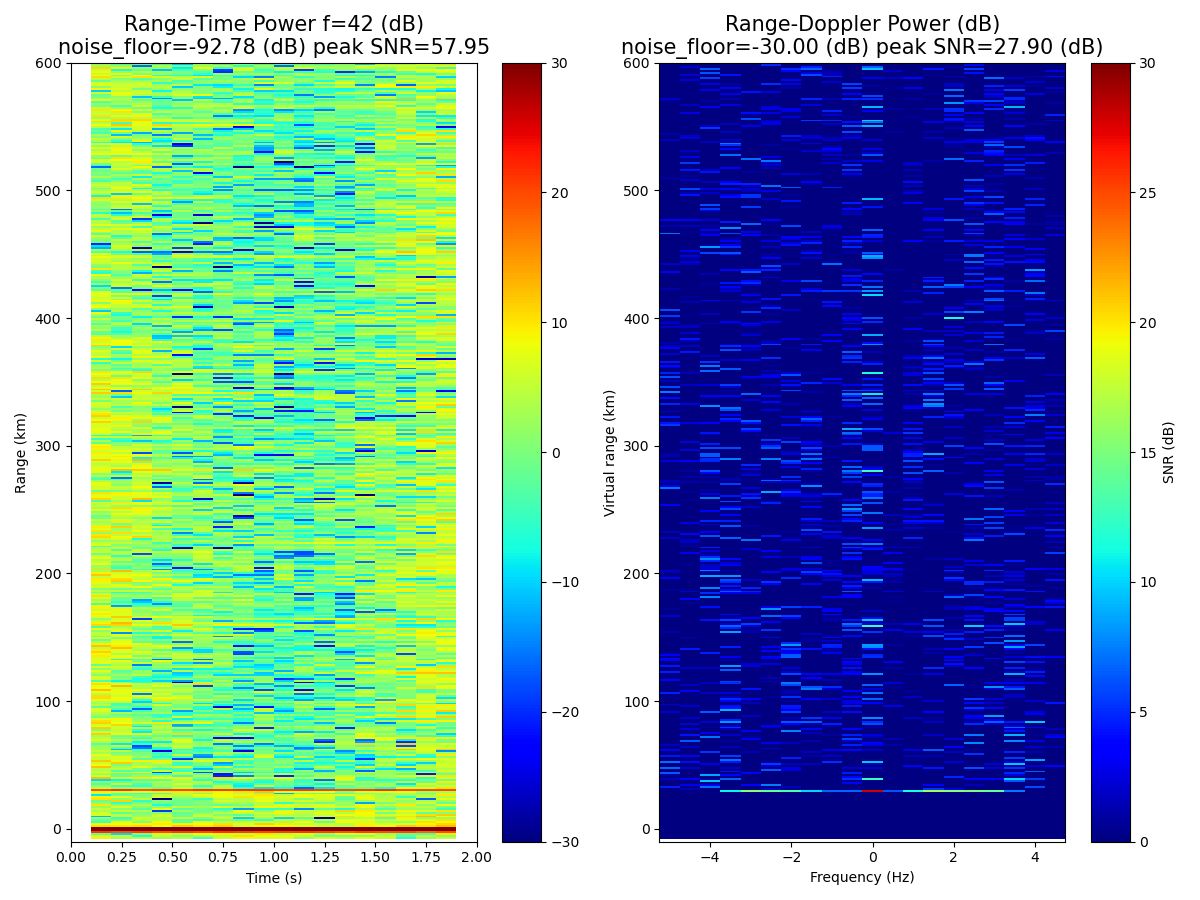 Range-Time Power f=42 (dB)
noise_floor=-92.78 (dB) peak SNR=57.95
Range-Doppler Power (dB)
noise_floor=-30.00 (dB) peak SNR=27.90 (dB)
600
500
400
300
200
100
0
Range (km)
0.00 0.25 0.50 0.75 1.00 1.25 1.50 1.75 2.00
Time (s)
30
20
10
0
−10
−20
−30
600
500
400
300
200
100
0
Virtual range (km)
−4 −2 0 2 4
Frequency (Hz)
30
25
20
15
10
5
0
SNR (dB)